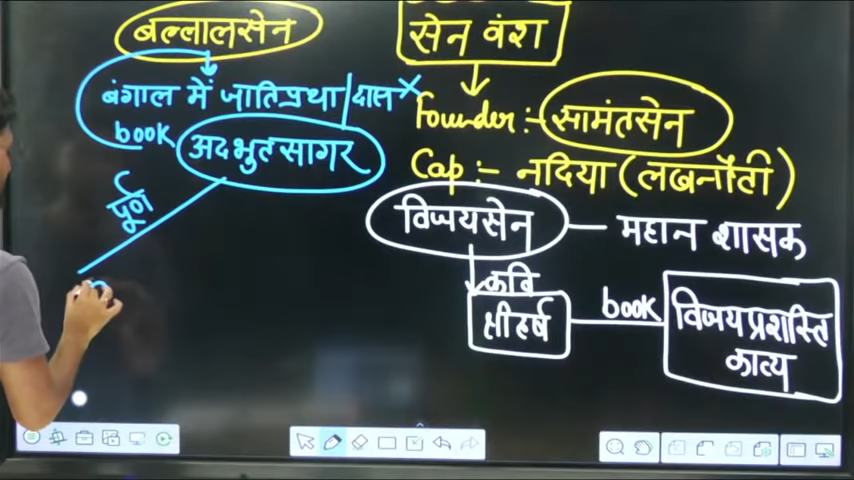 बल्लालसेन
बंगाल में जातिप्रथा/दास ×
book अदभुतसागर
पूर्ण
सेन वंश
Founder :- सामंतसेन
Cap :- नदिया (लखनौती)
विजयसेन — महान शासक
कवि
श्रीहर्ष — book विजयप्रशस्ति
काव्य